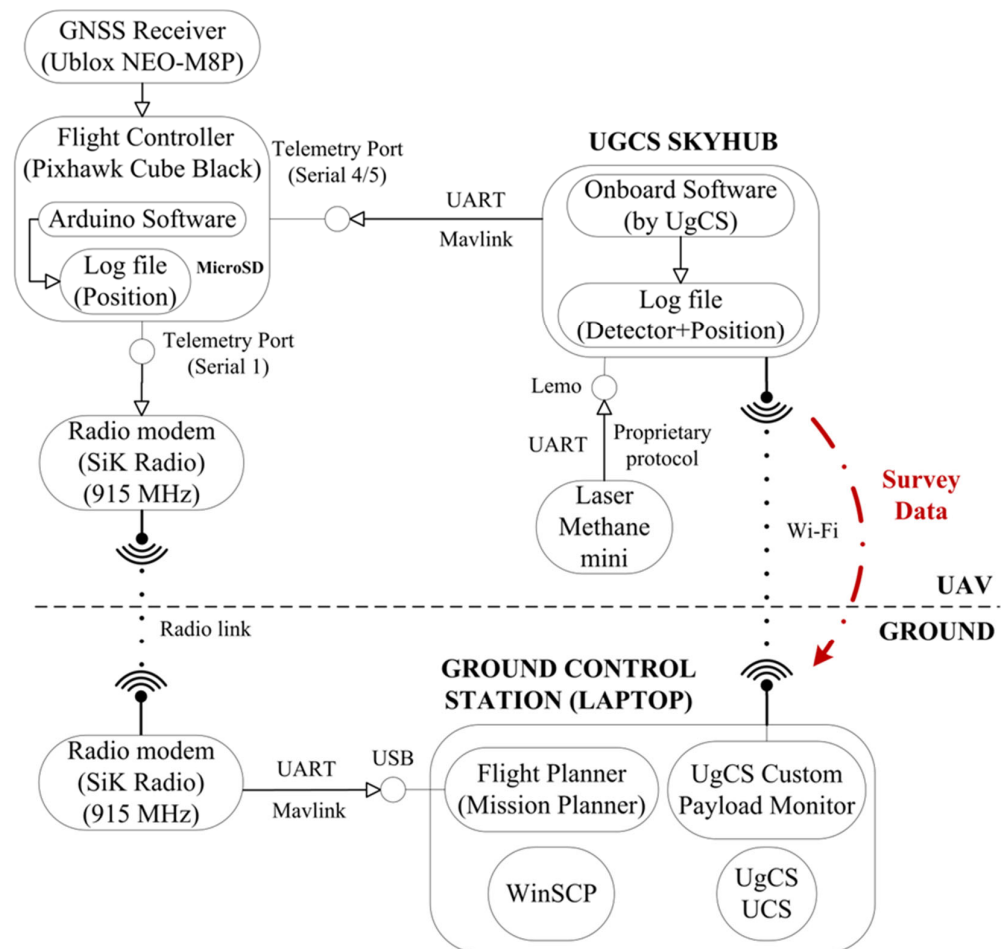 GNSS Receiver
(Ublox NEO-M8P)
Flight Controller
(Pixhawk Cube Black)
Arduino Software
Log file
(Position)
MicroSD
Telemetry Port
(Serial 4/5)
UART
Mavlink
UGCS SKYHUB
Onboard Software
(by UgCS)
Log file
(Detector+Position)
Telemetry Port
(Serial 1)
Radio modem
(SiK Radio)
(915 MHz)
Lemo
UART
Proprietary
protocol
Laser
Methane
mini
Survey
Data
Wi-Fi
UAV
GROUND
Radio link
GROUND CONTROL
STATION (LAPTOP)
Radio modem
(SiK Radio)
(915 MHz)
UART
Mavlink
USB
Flight Planner
(Mission Planner)
UgCS Custom
Payload Monitor
WinSCP
UgCS
UCS